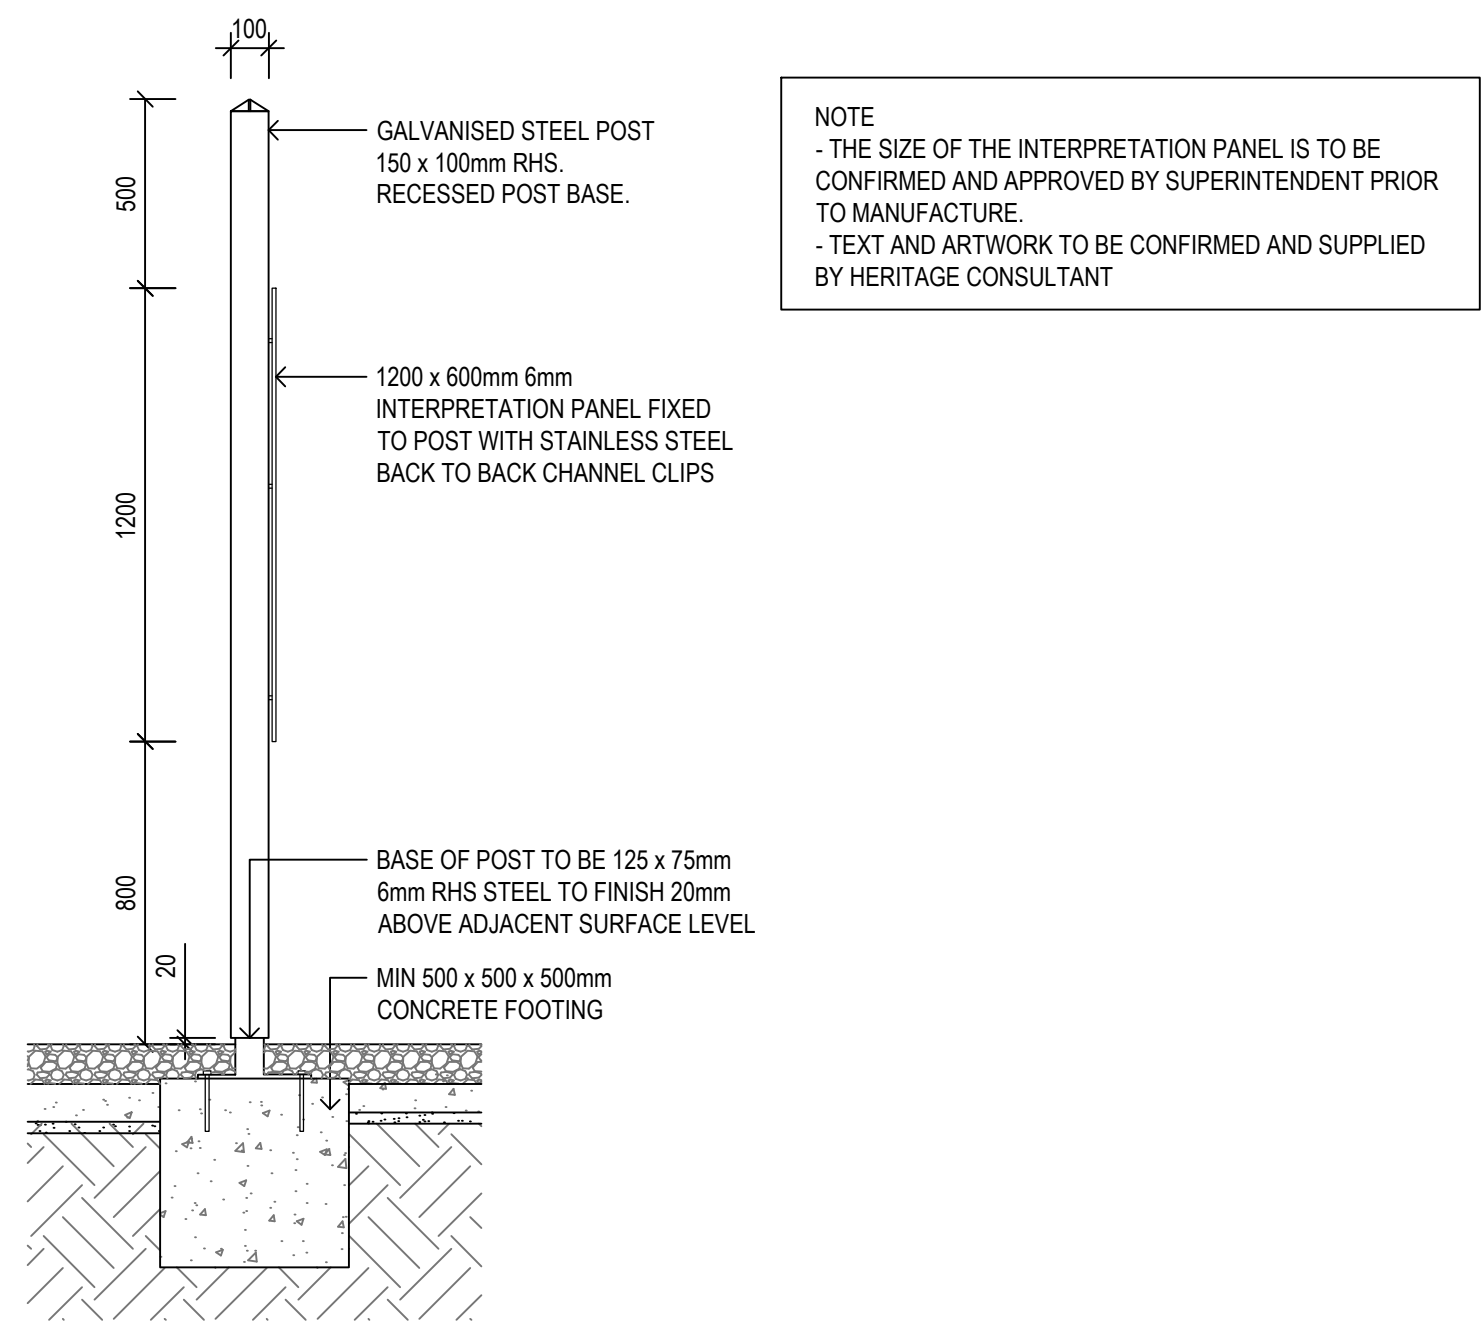 100
GALVANISED STEEL POST
150 x 100mm RHS.
RECESSED POST BASE.
NOTE
- THE SIZE OF THE INTERPRETATION PANEL IS TO BE
CONFIRMED AND APPROVED BY SUPERINTENDENT PRIOR
TO MANUFACTURE.
- TEXT AND ARTWORK TO BE CONFIRMED AND SUPPLIED
BY HERITAGE CONSULTANT
500
1200 x 600mm 6mm
INTERPRETATION PANEL FIXED
TO POST WITH STAINLESS STEEL
BACK TO BACK CHANNEL CLIPS
1200
BASE OF POST TO BE 125 x 75mm
6mm RHS STEEL TO FINISH 20mm
ABOVE ADJACENT SURFACE LEVEL
800
20
MIN 500 x 500 x 500mm
CONCRETE FOOTING